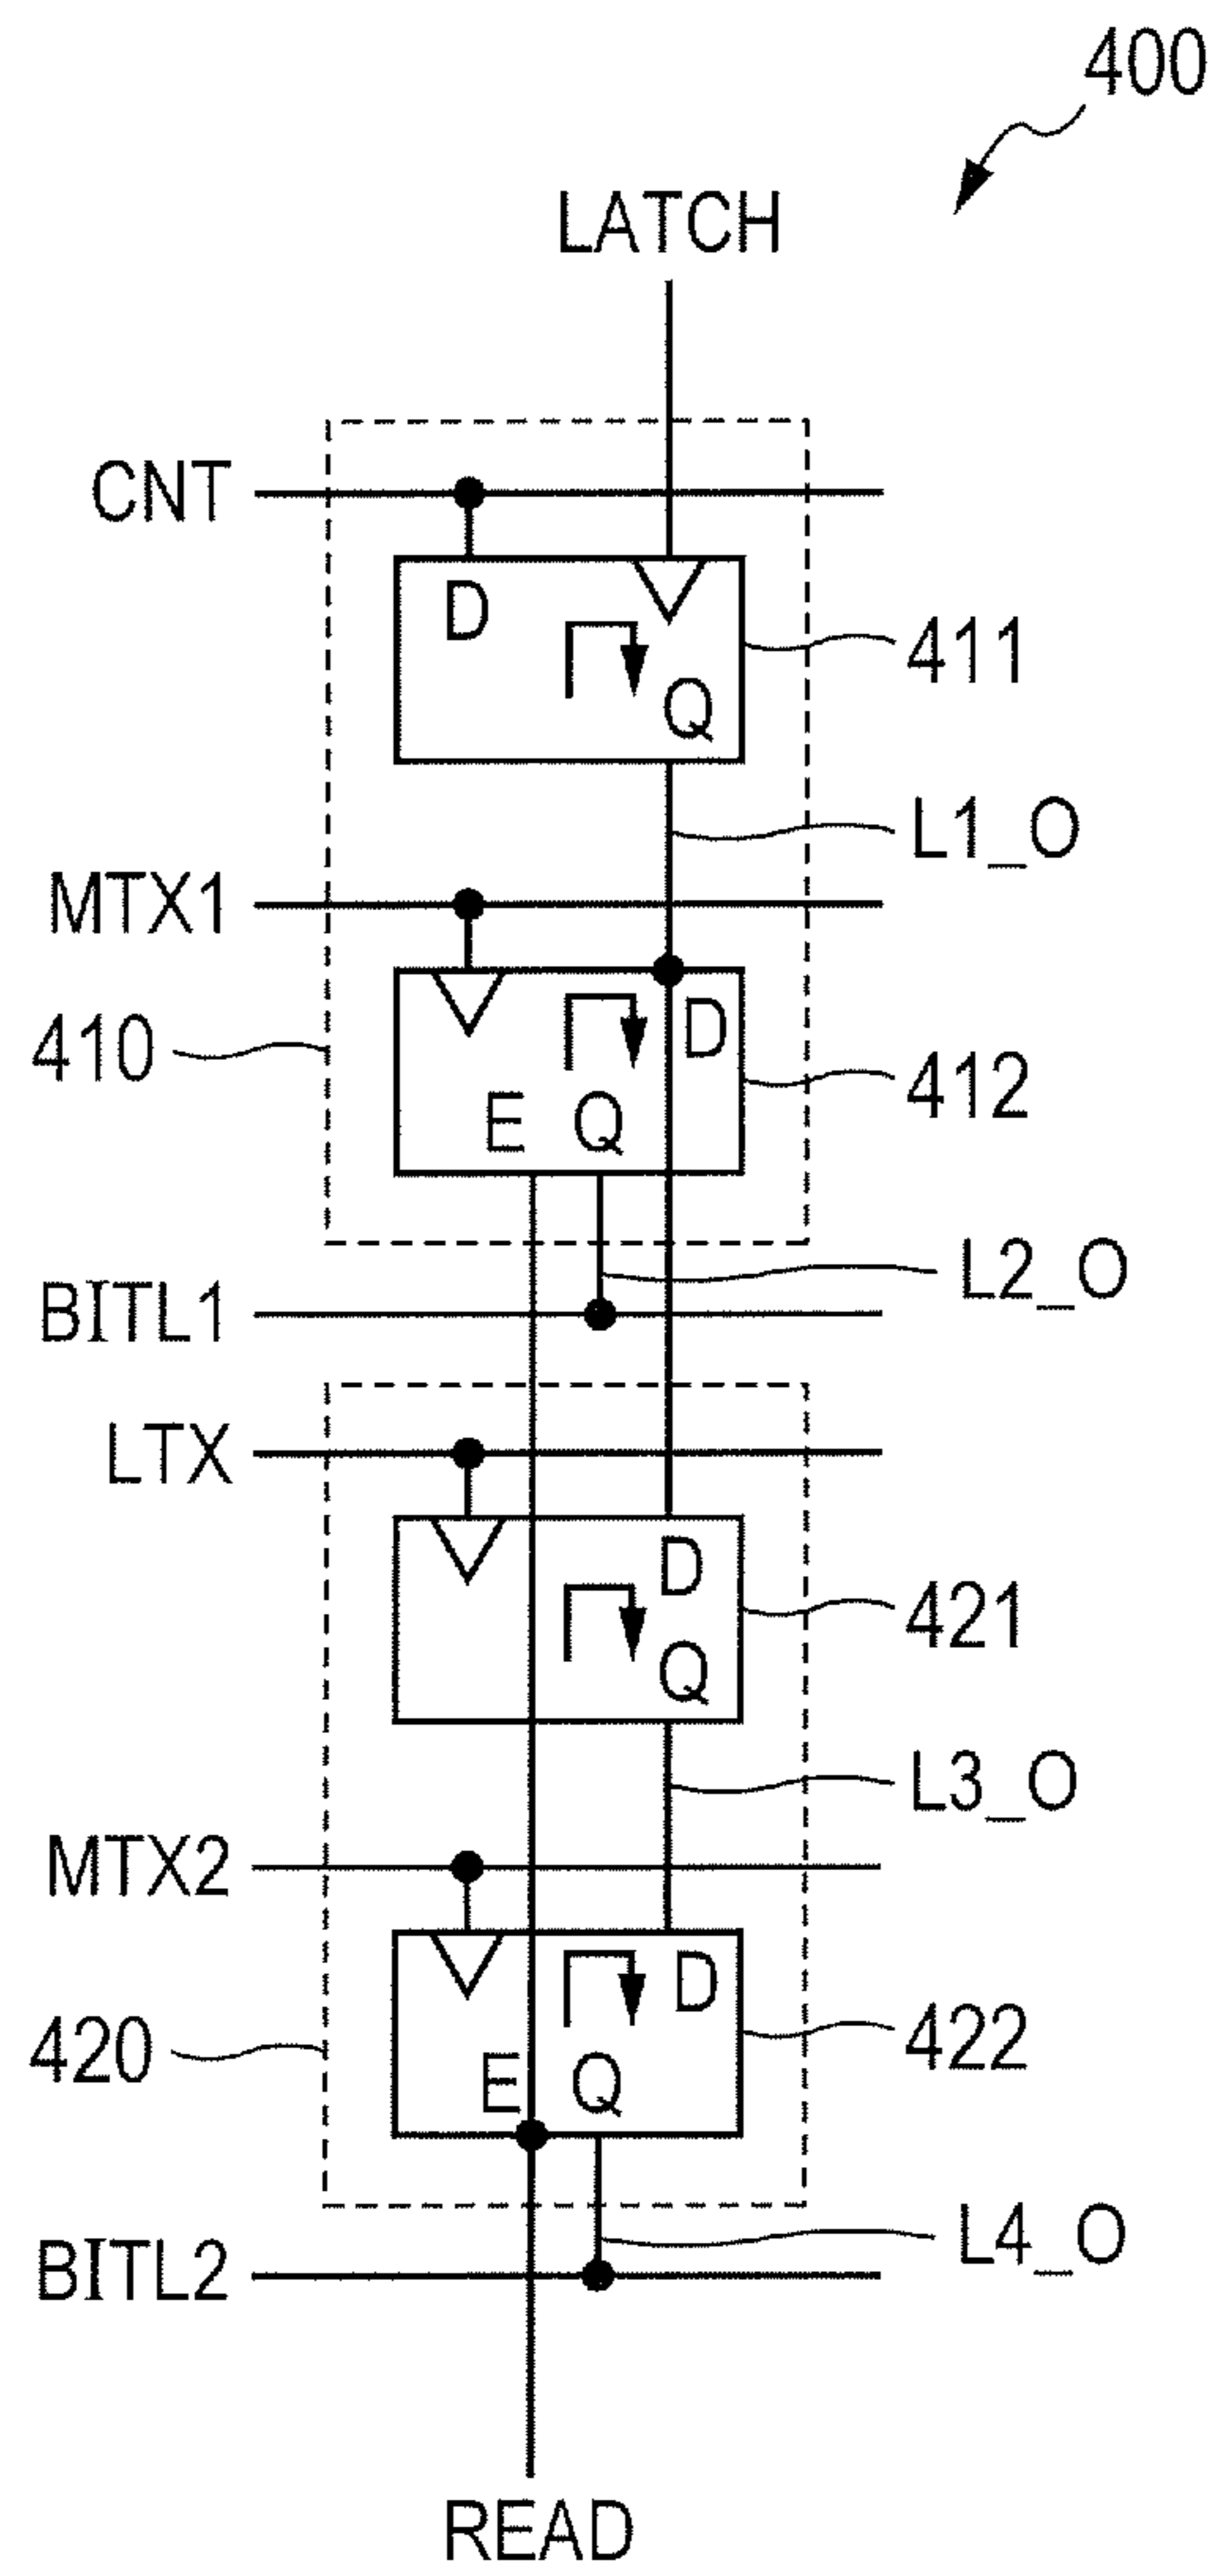 400
LATCH
CNT
D
Q
411
L1_O
MTX1
410
D
E Q
412
L2_O
BITL1
LTX
D
Q
421
L3_O
MTX2
420
D
E Q
422
L4_O
BITL2
READ